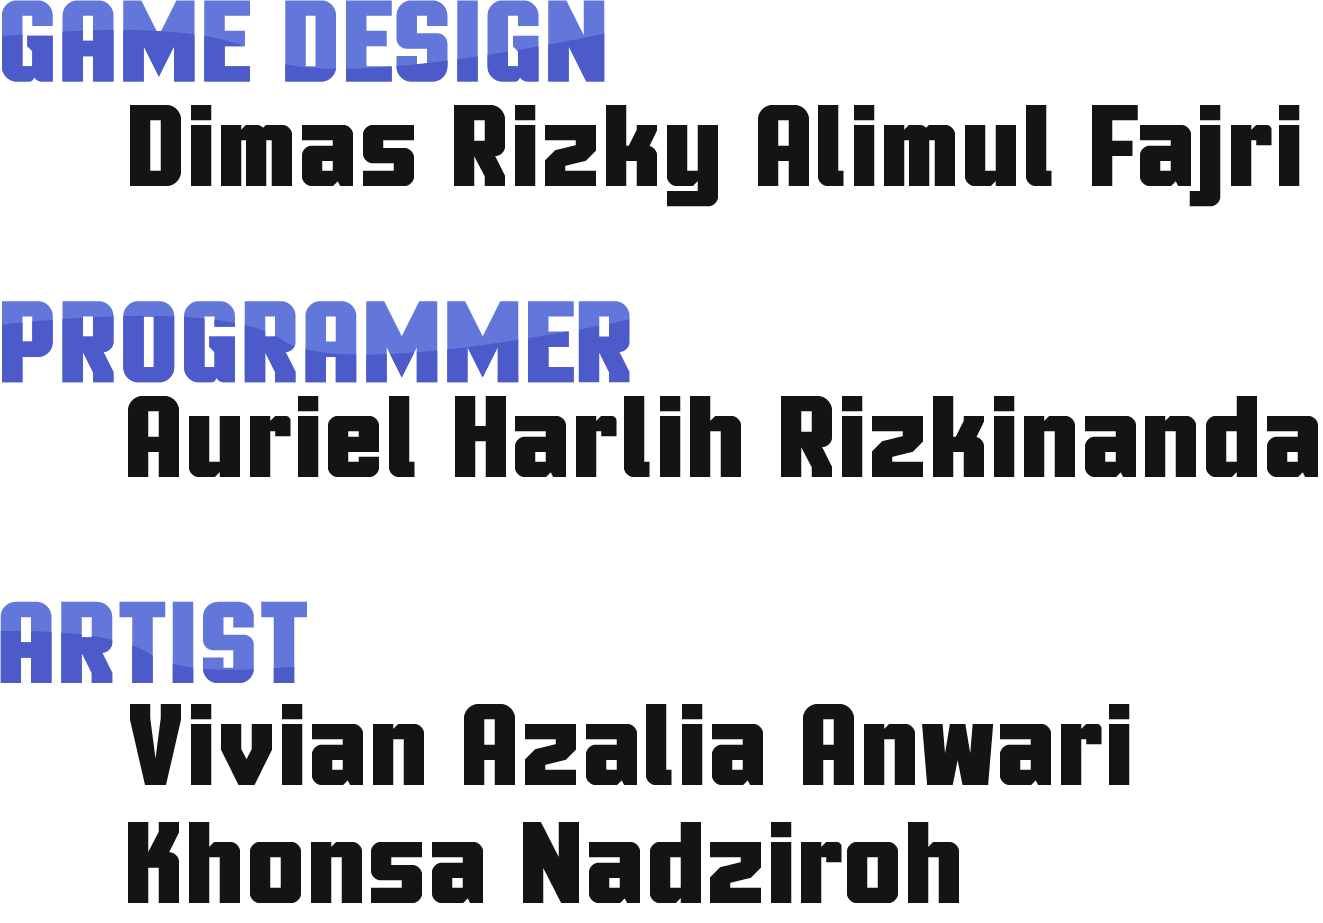 GAME DESIGN
Dimas Rizky Alimul Fajri
PROGRAMMER
Auriel Harlih Rizkinanda
ARTIST
Vivian Azalia Anwari
Khonsa Nadziroh